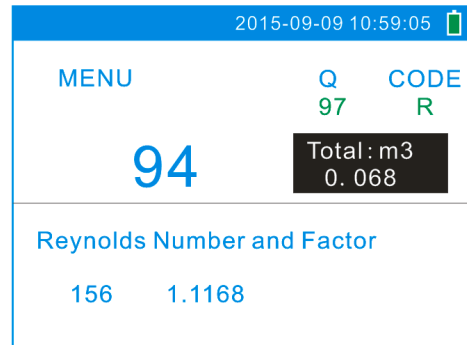 2015-09-09 10:59:05
MENU Q CODE
97 R
94
Total:m3
0.068
Reynolds Number and Factor
156 1.1168